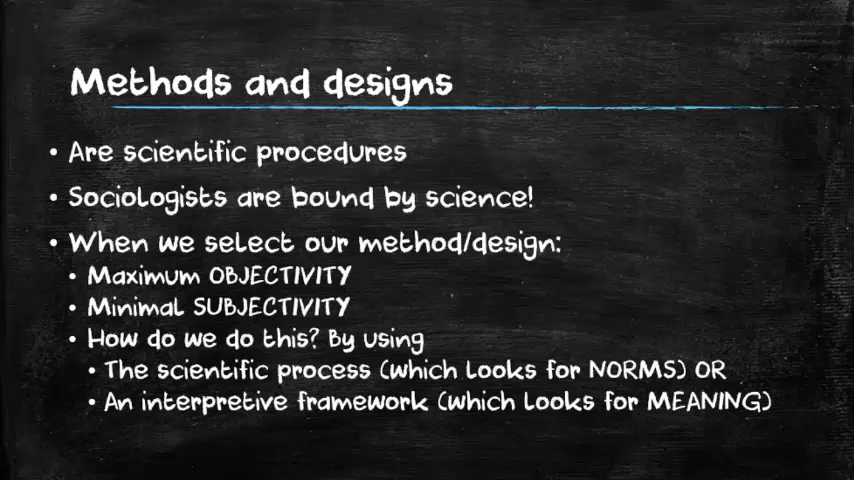 Methods and designs
• Are scientific procedures
• Sociologists are bound by science!
• When we select our method/design:
• Maximum OBJECTIVITY
• Minimal SUBJECTIVITY
• How do we do this? By using
• The scientific process (which looks for NORMS) OR
• An interpretive framework (which looks for MEANING)